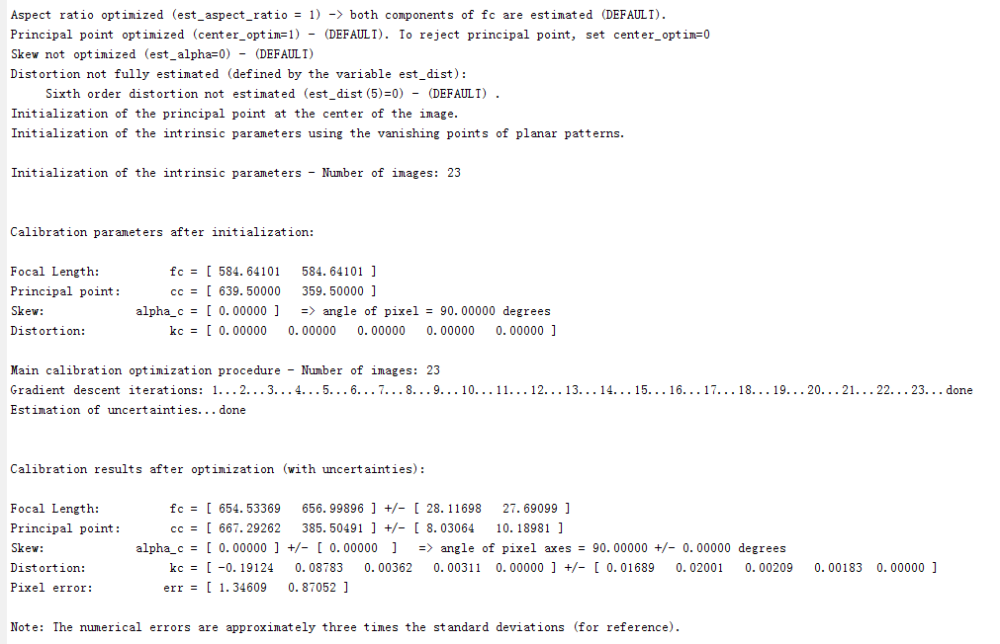 Aspect ratio optimized (est_aspect_ratio = 1) -> both components of fc are estimated (DEFAULT).
Principal point optimized (center_optim=1) - (DEFAULT). To reject principal point, set center_optim=0
Skew not optimized (est_alpha=0) - (DEFAULT)
Distortion not fully estimated (defined by the variable est_dist):
     Sixth order distortion not estimated (est_dist(5)=0) - (DEFAULT) .
Initialization of the principal point at the center of the image.
Initialization of the intrinsic parameters using the vanishing points of planar patterns.

Initialization of the intrinsic parameters - Number of images: 23

Calibration parameters after initialization:

Focal Length:          fc = [ 584.64101   584.64101 ]
Principal point:       cc = [ 639.50000   359.50000 ]
Skew:             alpha_c = [ 0.00000 ]   => angle of pixel = 90.00000 degrees
Distortion:            kc = [ 0.00000   0.00000   0.00000   0.00000   0.00000 ]

Main calibration optimization procedure - Number of images: 23
Gradient descent iterations: 1...2...3...4...5...6...7...8...9...10...11...12...13...14...15...16...17...18...19...20...21...22...23...done
Estimation of uncertainties...done

Calibration results after optimization (with uncertainties):

Focal Length:          fc = [ 654.53369   656.99896 ] +/- [ 28.11698   27.69099 ]
Principal point:       cc = [ 667.29262   385.50491 ] +/- [ 8.03064   10.18981 ]
Skew:             alpha_c = [ 0.00000 ] +/- [ 0.00000  ]   => angle of pixel axes = 90.00000 +/- 0.00000 degrees
Distortion:            kc = [ -0.19124   0.08783   0.00362   0.00311  0.00000 ] +/- [ 0.01689   0.02001   0.00209   0.00183  0.00000 ]
Pixel error:          err = [ 1.34609   0.87052 ]

Note: The numerical errors are approximately three times the standard deviations (for reference).